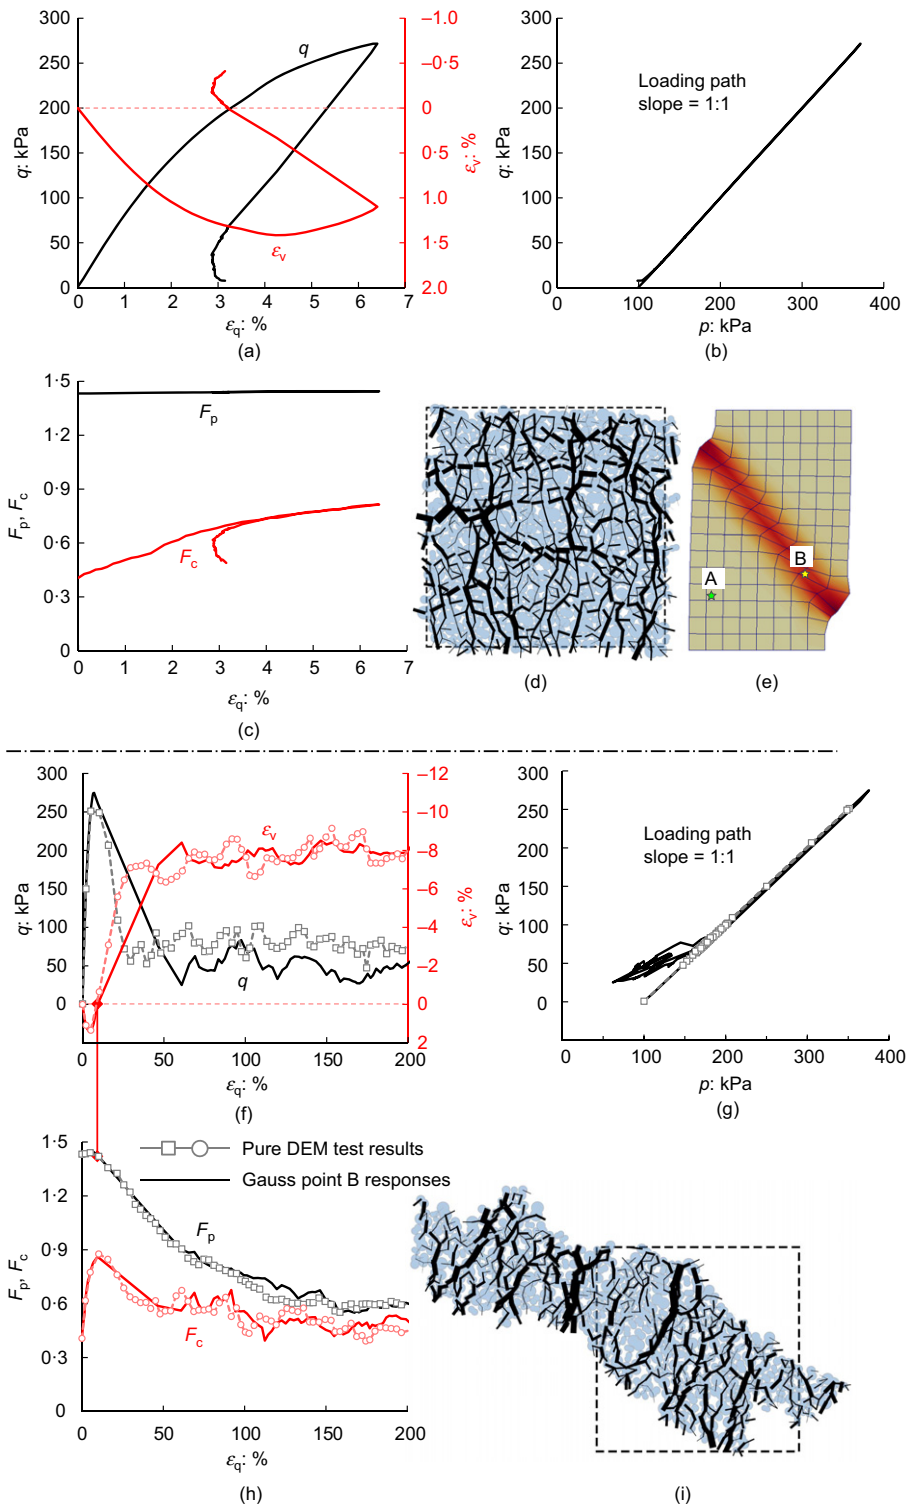 300
250
200
150
100
50
0
q: kPa
–1·0
–0·5
0
0·5
1·0
1·5
2·0
εv: %
q
εv
0 1 2 3 4 5 6 7
εq: %
(a)
300
250
200
150
100
50
0
q: kPa
Loading path
slope = 1:1
0 100 200 300 400
p: kPa
(b)
1·5
1·2
0·9
0·6
0·3
0
Fp, Fc
Fp
Fc
0 1 2 3 4 5 6 7
εq: %
(c)
(d)
A
B
(e)
300
250
200
150
100
50
0
q: kPa
–12
–10
–8
–6
–4
–2
0
2
εv: %
εv
q
0 50 100 150 200
εq: %
(f)
300
250
200
150
100
50
0
q: kPa
Loading path
slope = 1:1
0 100 200 300 400
p: kPa
(g)
1·5
1·2
0·9
0·6
0·3
0
Fp, Fc
Pure DEM test results
Gauss point B responses
Fp
Fc
0 50 100 150 200
εq: %
(h)
(i)